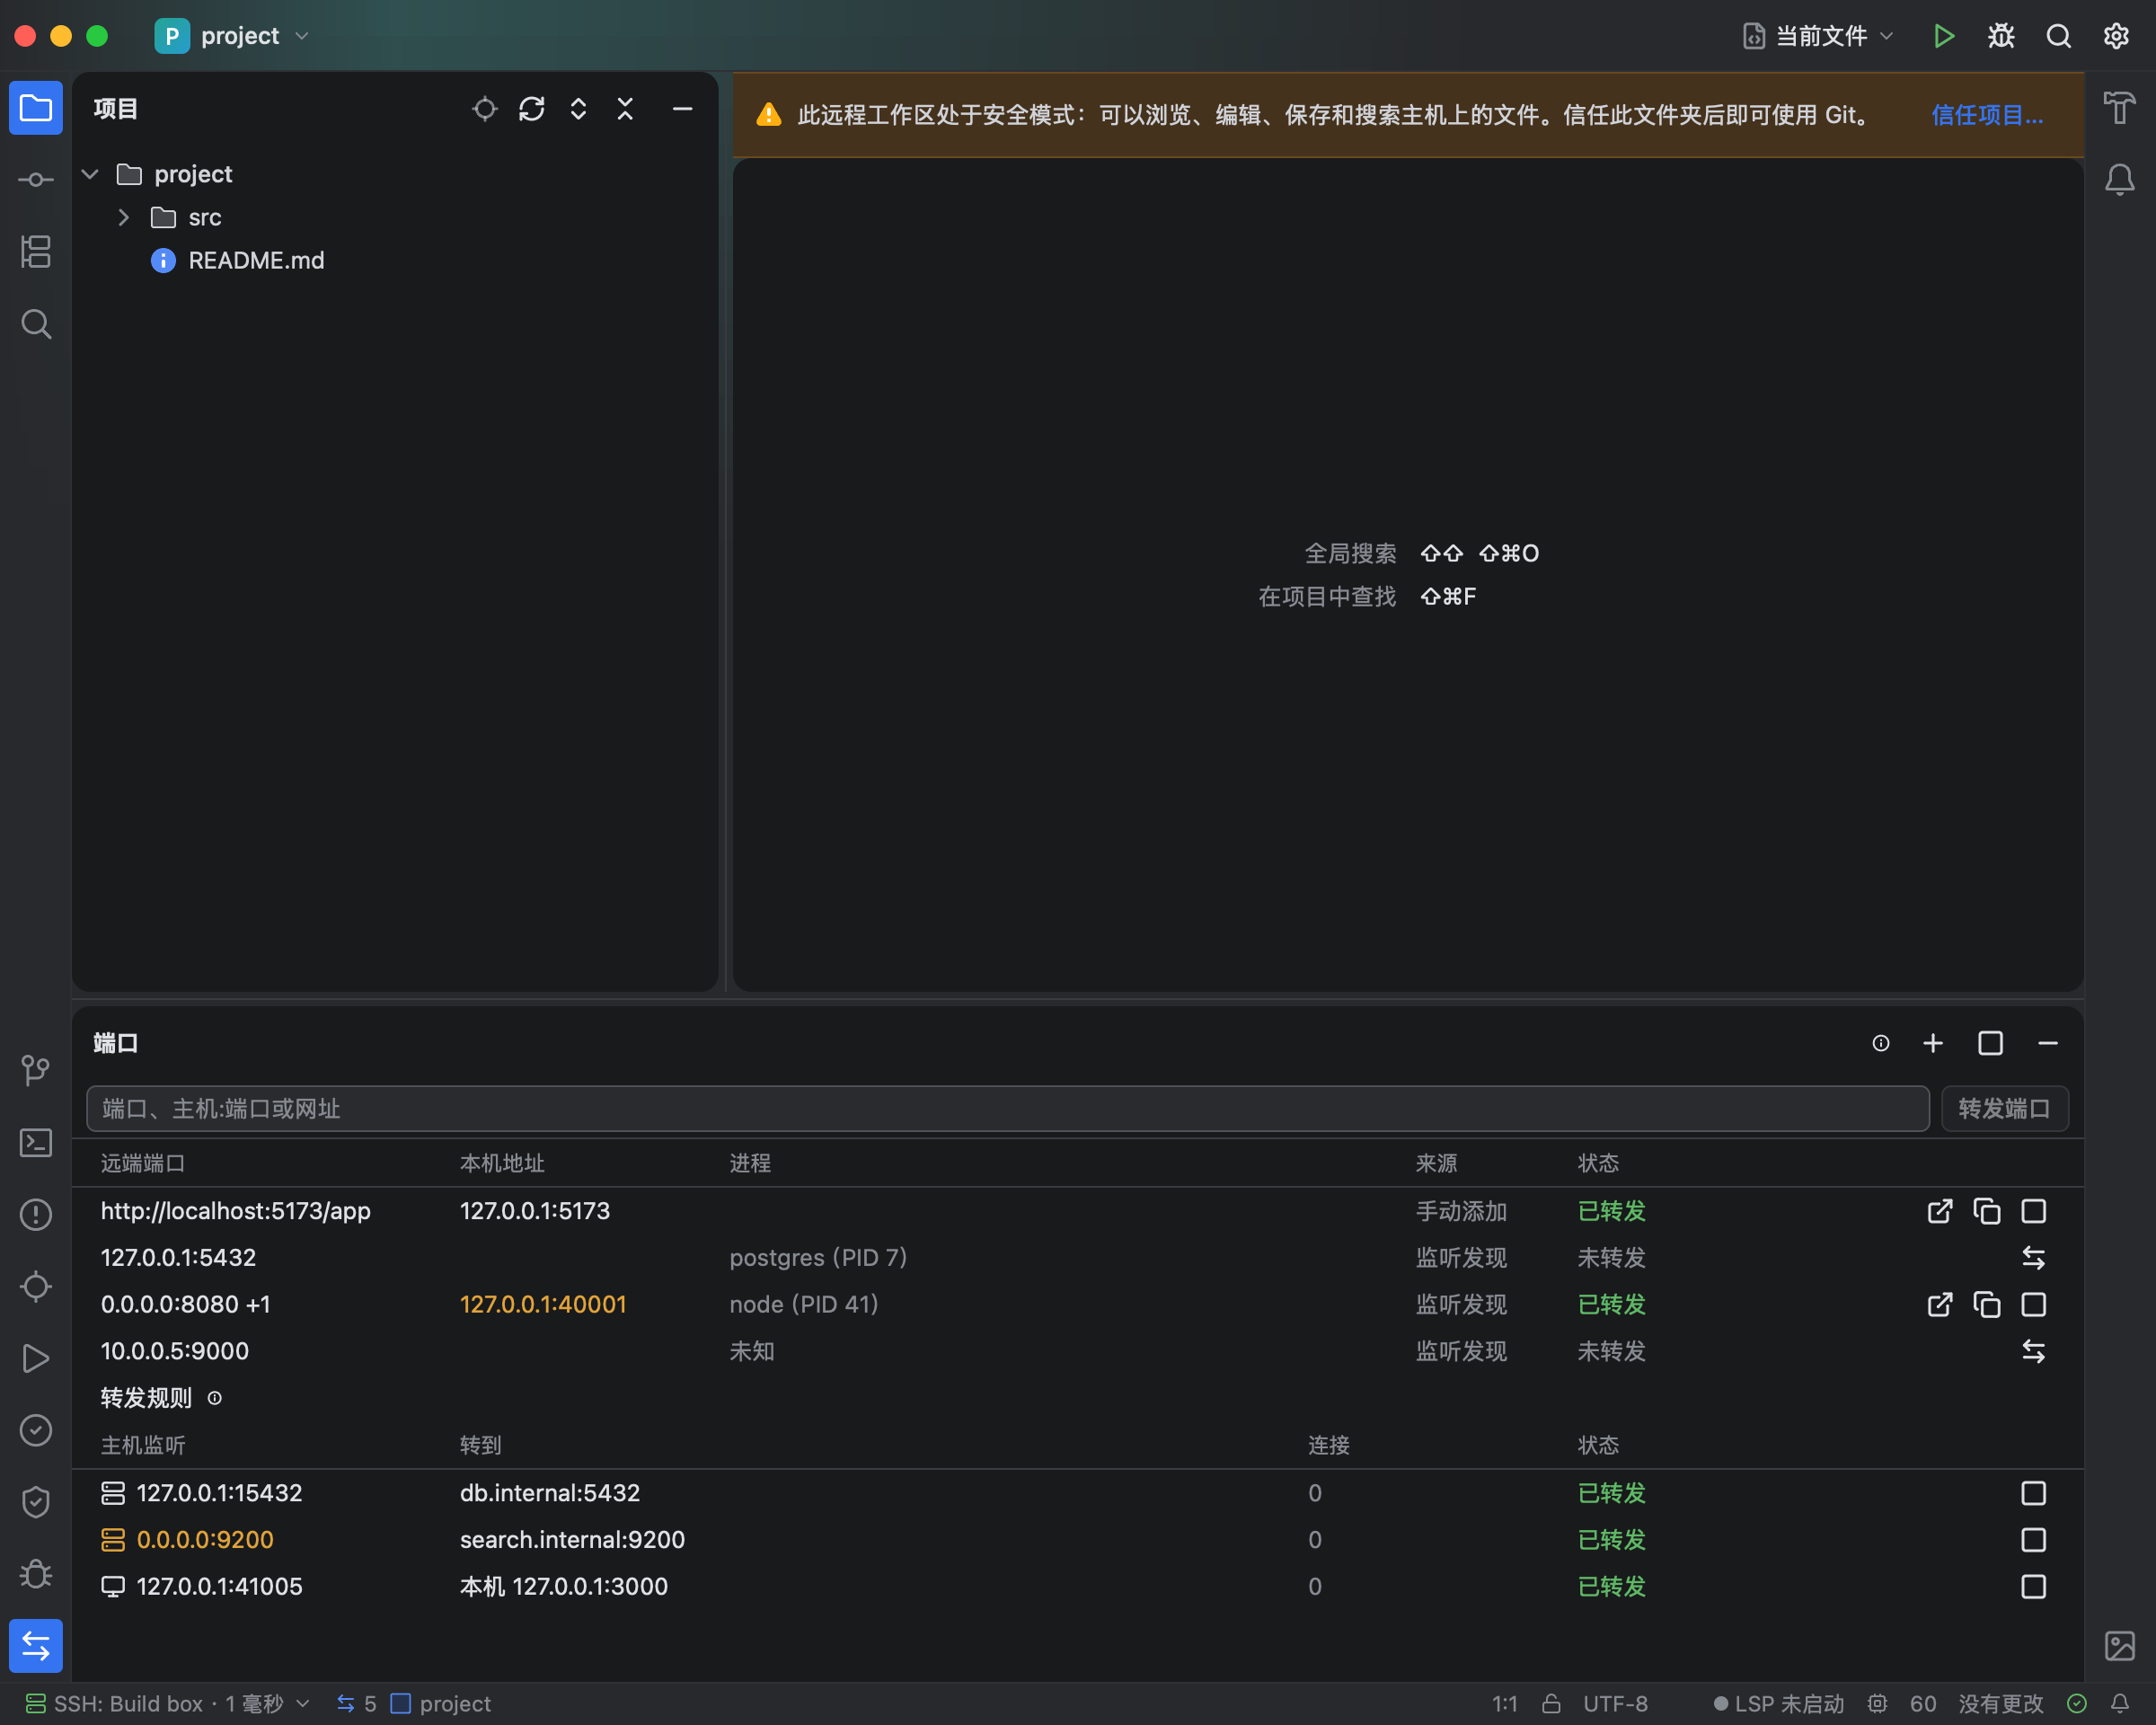 P project
当前文件
项目
此远程工作区处于安全模式：可以浏览、编辑、保存和搜索主机上的文件。信任此文件夹后即可使用 Git。 信任项目...
project
src
README.md
全局搜索 ⇧⇧ ⇧⌘O
在项目中查找 ⇧⌘F
端口
端口、主机:端口或网址 转发端口
远端端口 本机地址 进程 来源 状态
http://localhost:5173/app 127.0.0.1:5173 手动添加 已转发
127.0.0.1:5432 postgres (PID 7) 监听发现 未转发
0.0.0.0:8080 +1 127.0.0.1:40001 node (PID 41) 监听发现 已转发
10.0.0.5:9000 未知 监听发现 未转发
转发规则
主机监听 转到 连接 状态
127.0.0.1:15432 db.internal:5432 0 已转发
0.0.0.0:9200 search.internal:9200 0 已转发
127.0.0.1:41005 本机 127.0.0.1:3000 0 已转发
SSH: Build box · 1 毫秒 5 project 1:1 UTF-8 LSP 未启动 60 没有更改